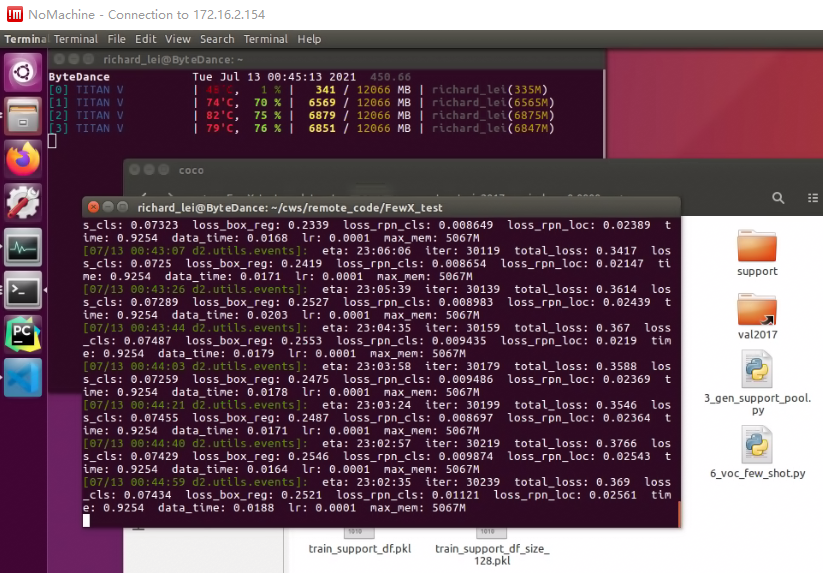 NoMachine - Connection to 172.16.2.154
Terminal Terminal File Edit View Search Terminal Help
richard_lei@ByteDance: ~
ByteDance Tue Jul 13 00:45:13 2021 450.66
[0] TITAN V | 46'C, 1 % | 341 / 12066 MB | richard_lei(335M)
[1] TITAN V | 74'C, 70 % | 6569 / 12066 MB | richard_lei(6565M)
[2] TITAN V | 82'C, 75 % | 6879 / 12066 MB | richard_lei(6875M)
[3] TITAN V | 79'C, 76 % | 6851 / 12066 MB | richard_lei(6847M)
coco
richard_lei@ByteDance: ~/cws/remote_code/FewX_test
s_cls: 0.07323 loss_box_reg: 0.2339 loss_rpn_cls: 0.008649 loss_rpn_loc: 0.02389 t
ime: 0.9254 data_time: 0.0168 lr: 0.0001 max_mem: 5067M
[07/13 00:43:07 d2.utils.events]: eta: 23:06:06 iter: 30119 total_loss: 0.3417 los
s_cls: 0.0725 loss_box_reg: 0.2419 loss_rpn_cls: 0.008654 loss_rpn_loc: 0.02147 ti
me: 0.9254 data_time: 0.0171 lr: 0.0001 max_mem: 5067M
[07/13 00:43:26 d2.utils.events]: eta: 23:05:39 iter: 30139 total_loss: 0.3614 los
s_cls: 0.07289 loss_box_reg: 0.2527 loss_rpn_cls: 0.008983 loss_rpn_loc: 0.02439 t
ime: 0.9254 data_time: 0.0203 lr: 0.0001 max_mem: 5067M
[07/13 00:43:44 d2.utils.events]: eta: 23:04:35 iter: 30159 total_loss: 0.367 loss
_cls: 0.07487 loss_box_reg: 0.2553 loss_rpn_cls: 0.009435 loss_rpn_loc: 0.0219 tim
e: 0.9254 data_time: 0.0179 lr: 0.0001 max_mem: 5067M
[07/13 00:44:03 d2.utils.events]: eta: 23:03:58 iter: 30179 total_loss: 0.3588 los
s_cls: 0.07259 loss_box_reg: 0.2475 loss_rpn_cls: 0.009486 loss_rpn_loc: 0.02369 t
ime: 0.9254 data_time: 0.0178 lr: 0.0001 max_mem: 5067M
[07/13 00:44:21 d2.utils.events]: eta: 23:03:24 iter: 30199 total_loss: 0.3546 los
s_cls: 0.07455 loss_box_reg: 0.2487 loss_rpn_cls: 0.008697 loss_rpn_loc: 0.02364 t
ime: 0.9254 data_time: 0.0171 lr: 0.0001 max_mem: 5067M
[07/13 00:44:40 d2.utils.events]: eta: 23:02:57 iter: 30219 total_loss: 0.3766 los
s_cls: 0.07429 loss_box_reg: 0.2546 loss_rpn_cls: 0.009874 loss_rpn_loc: 0.02543 t
ime: 0.9254 data_time: 0.0164 lr: 0.0001 max_mem: 5067M
[07/13 00:44:59 d2.utils.events]: eta: 23:02:35 iter: 30239 total_loss: 0.369 loss
_cls: 0.07434 loss_box_reg: 0.2521 loss_rpn_cls: 0.01121 loss_rpn_loc: 0.02561 tim
e: 0.9254 data_time: 0.0188 lr: 0.0001 max_mem: 5067M
support
val2017
3_gen_support_pool.
py
6_voc_few_shot.py
train_support_df.pkl
train_support_df_size_
128.pkl